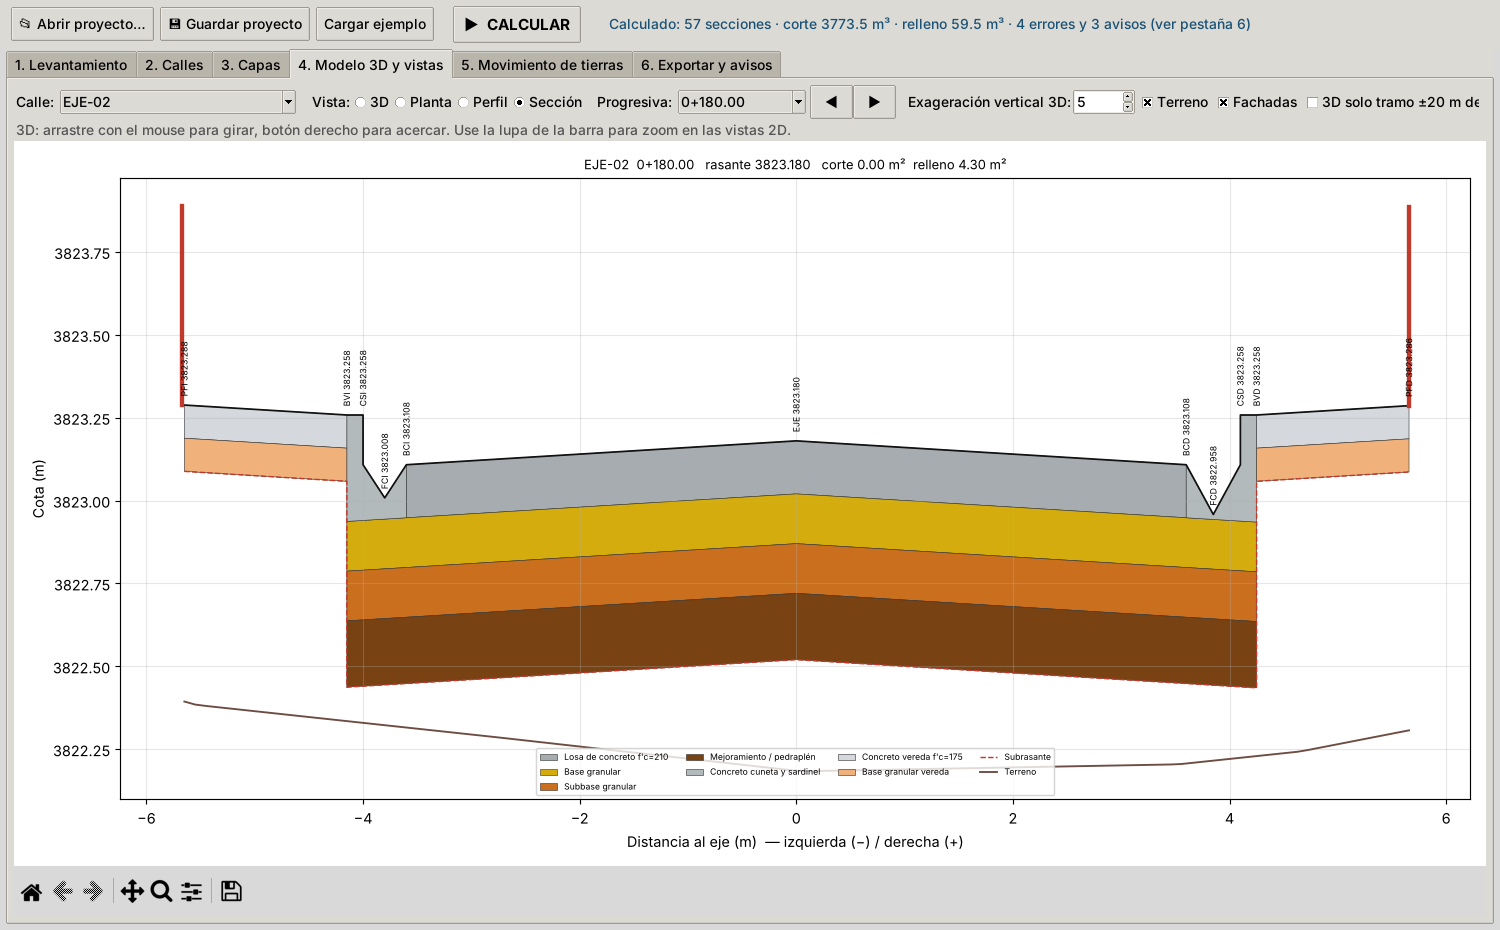 Abrir proyecto... Guardar proyecto Cargar ejemplo ▶ CALCULAR Calculado: 57 secciones · corte 3773.5 m³ · relleno 59.5 m³ · 4 errores y 3 avisos (ver pestaña 6)
1. Levantamiento 2. Calles 3. Capas 4. Modelo 3D y vistas 5. Movimiento de tierras 6. Exportar y avisos
Calle: EJE-02 Vista: 3D Planta Perfil Sección Progresiva: 0+180.00 ◀ ▶ Exageración vertical 3D: 5 Terreno Fachadas 3D solo tramo ±20 m de
3D: arrastre con el mouse para girar, botón derecho para acercar. Use la lupa de la barra para zoom en las vistas 2D.
EJE-02 0+180.00 rasante 3823.180 corte 0.00 m² relleno 4.30 m²
3823.75
3823.50
3823.25
3823.00
3822.75
3822.50
3822.25
Cota (m)
PFI 3823.288
BVI 3823.258
CSI 3823.258
FCI 3823.008
BCI 3823.108
EJE 3823.180
BCD 3823.108
FCD 3822.958
CSD 3823.258
BVD 3823.258
PFD 3823.286
Losa de concreto f'c=210 Mejoramiento / pedraplén Concreto vereda f'c=175 Subrasante
Base granular Concreto cuneta y sardinel Base granular vereda Terreno
Subbase granular
−6 −4 −2 0 2 4 6
Distancia al eje (m) — izquierda (−) / derecha (+)